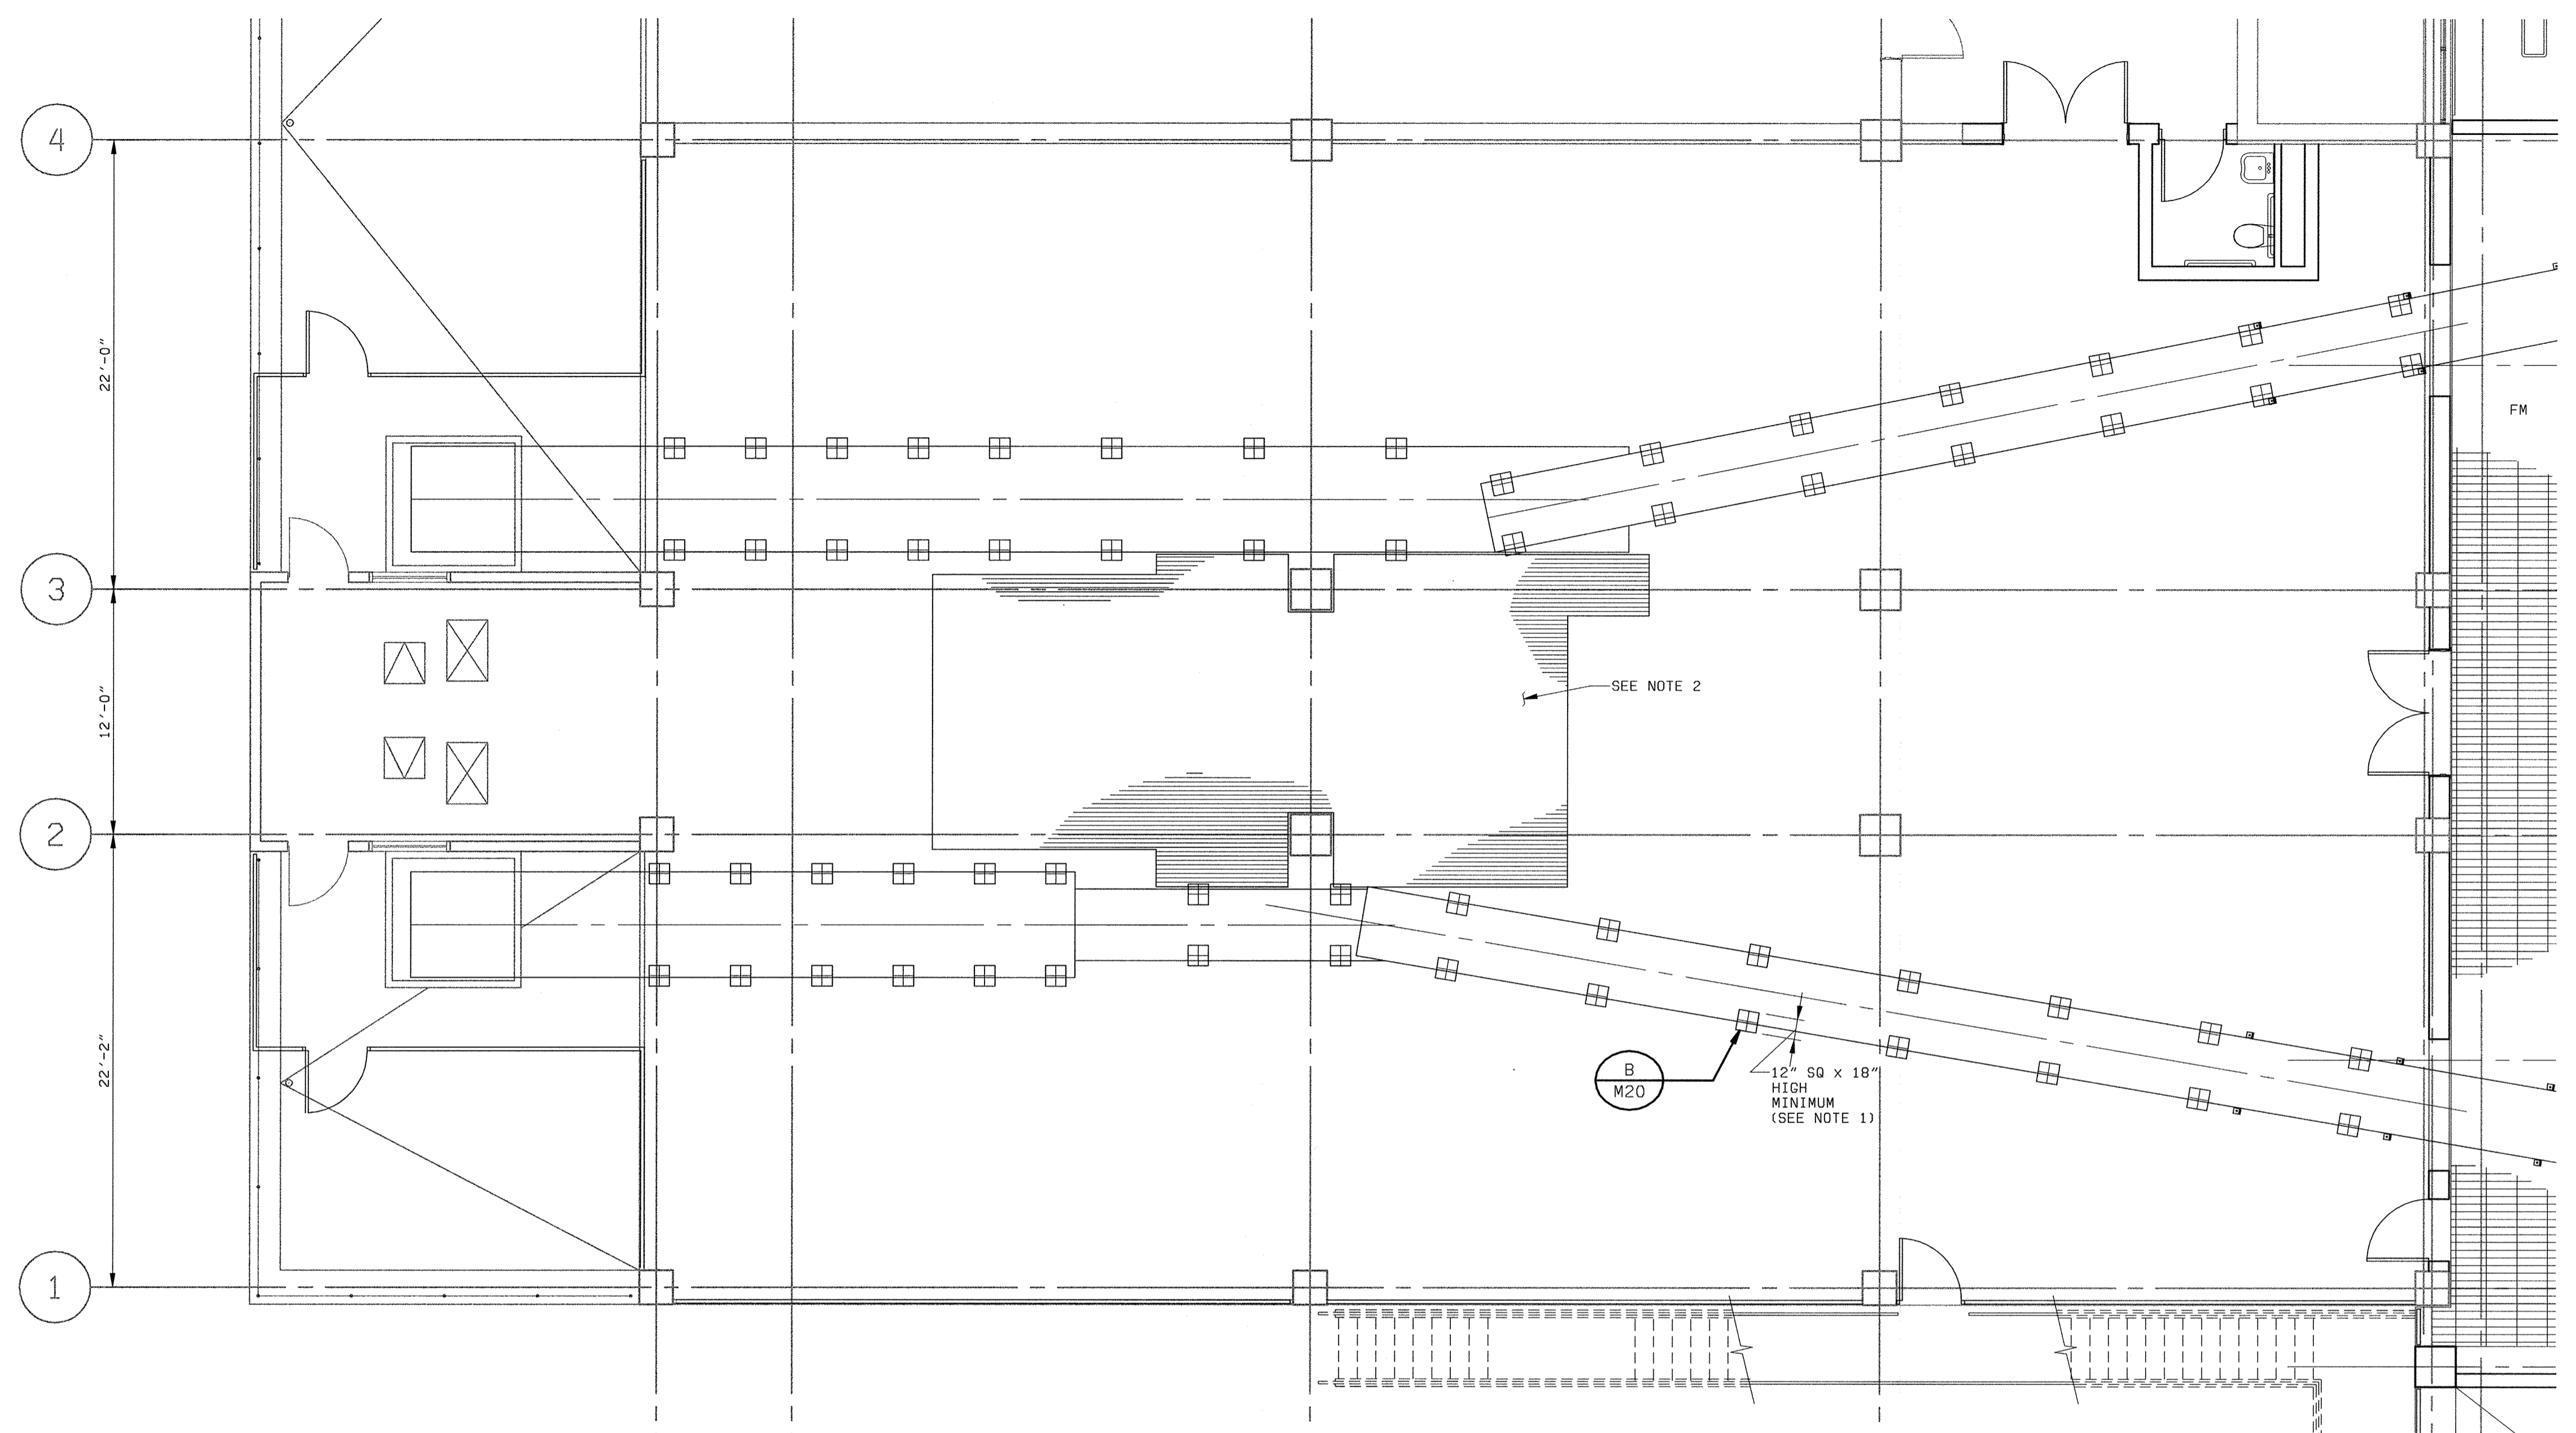 4
22'-0"
FM
3
SEE NOTE 2
12'-0"
2
22'-2"
B
M20
12" SQ x 18"
HIGH
MINIMUM
(SEE NOTE 1)
1